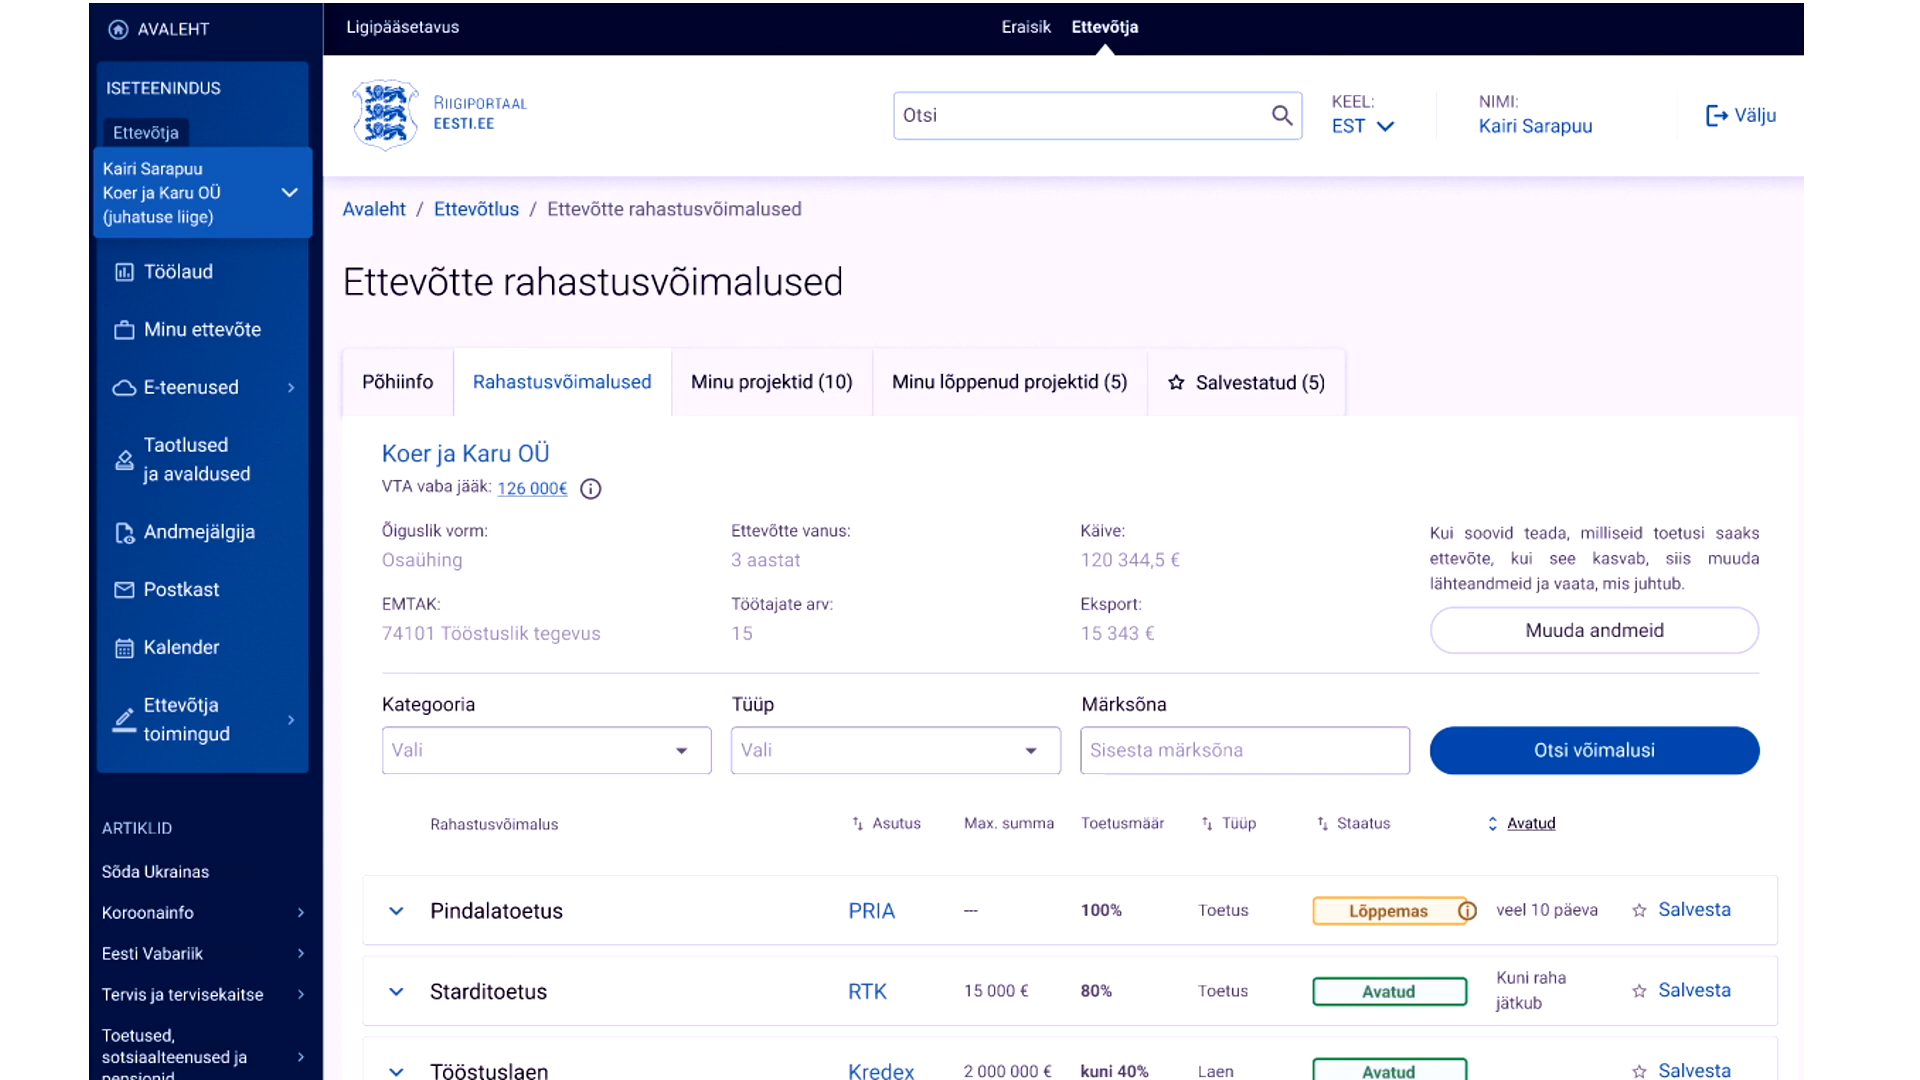 AVALEHT
ISETEENINDUS
Ettevõtja
Kairi Sarapuu
Koer ja Karu OÜ
(juhatuse liige)
Töölaud
Minu ettevõte
E-teenused
Taotlused
ja avaldused
Andmejälgija
Postkast
Kalender
Ettevõtja
toimingud
ARTIKLID
Sõda Ukrainas
Koroonainfo
Eesti Vabariik
Tervis ja tervisekaitse
Toetused,
sotsiaalteenused ja
pensionid
Ligipääsetavus
Eraisik
Ettevõtja
RIIGIPORTAAL
EESTI.EE
Otsi
KEEL:
EST
NIMI:
Kairi Sarapuu
Välju
Avaleht / Ettevõtlus / Ettevõtte rahastusvõimalused
Ettevõtte rahastusvõimalused
Põhiinfo
Rahastusvõimalused
Minu projektid (10)
Minu lõppenud projektid (5)
Salvestatud (5)
Koer ja Karu OÜ
VTA vaba jääk: 126 000€
Õiguslik vorm:
Osaühing
Ettevõtte vanus:
3 aastat
Käive:
120 344,5 €
EMTAK:
74101 Tööstuslik tegevus
Töötajate arv:
15
Eksport:
15 343 €
Kui soovid teada, milliseid toetusi saaks
ettevõte, kui see kasvab, siis muuda
lähteandmeid ja vaata, mis juhtub.
Muuda andmeid
Kategooria
Vali
Tüüp
Vali
Märksõna
Sisesta märksõna
Otsi võimalusi
Rahastusvõimalus Asutus Max. summa Toetusmäär Tüüp Staatus Avatud
Pindalatoetus PRIA --- 100% Toetus Lõppemas veel 10 päeva Salvesta
Starditoetus RTK 15 000 € 80% Toetus Avatud Kuni raha
jätkub
Salvesta
Tööstuslaen Kredex 2 000 000 € kuni 40% Laen Avatud Salvesta